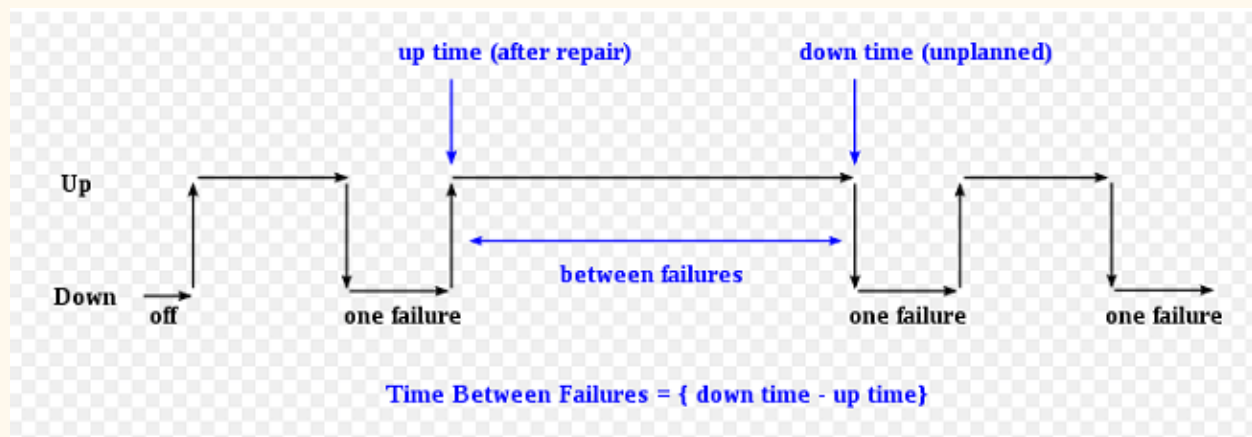 up time (after repair)
down time (unplanned)
Up
between failures
Down
off
one failure
one failure
one failure
Time Between Failures = { down time - up time}